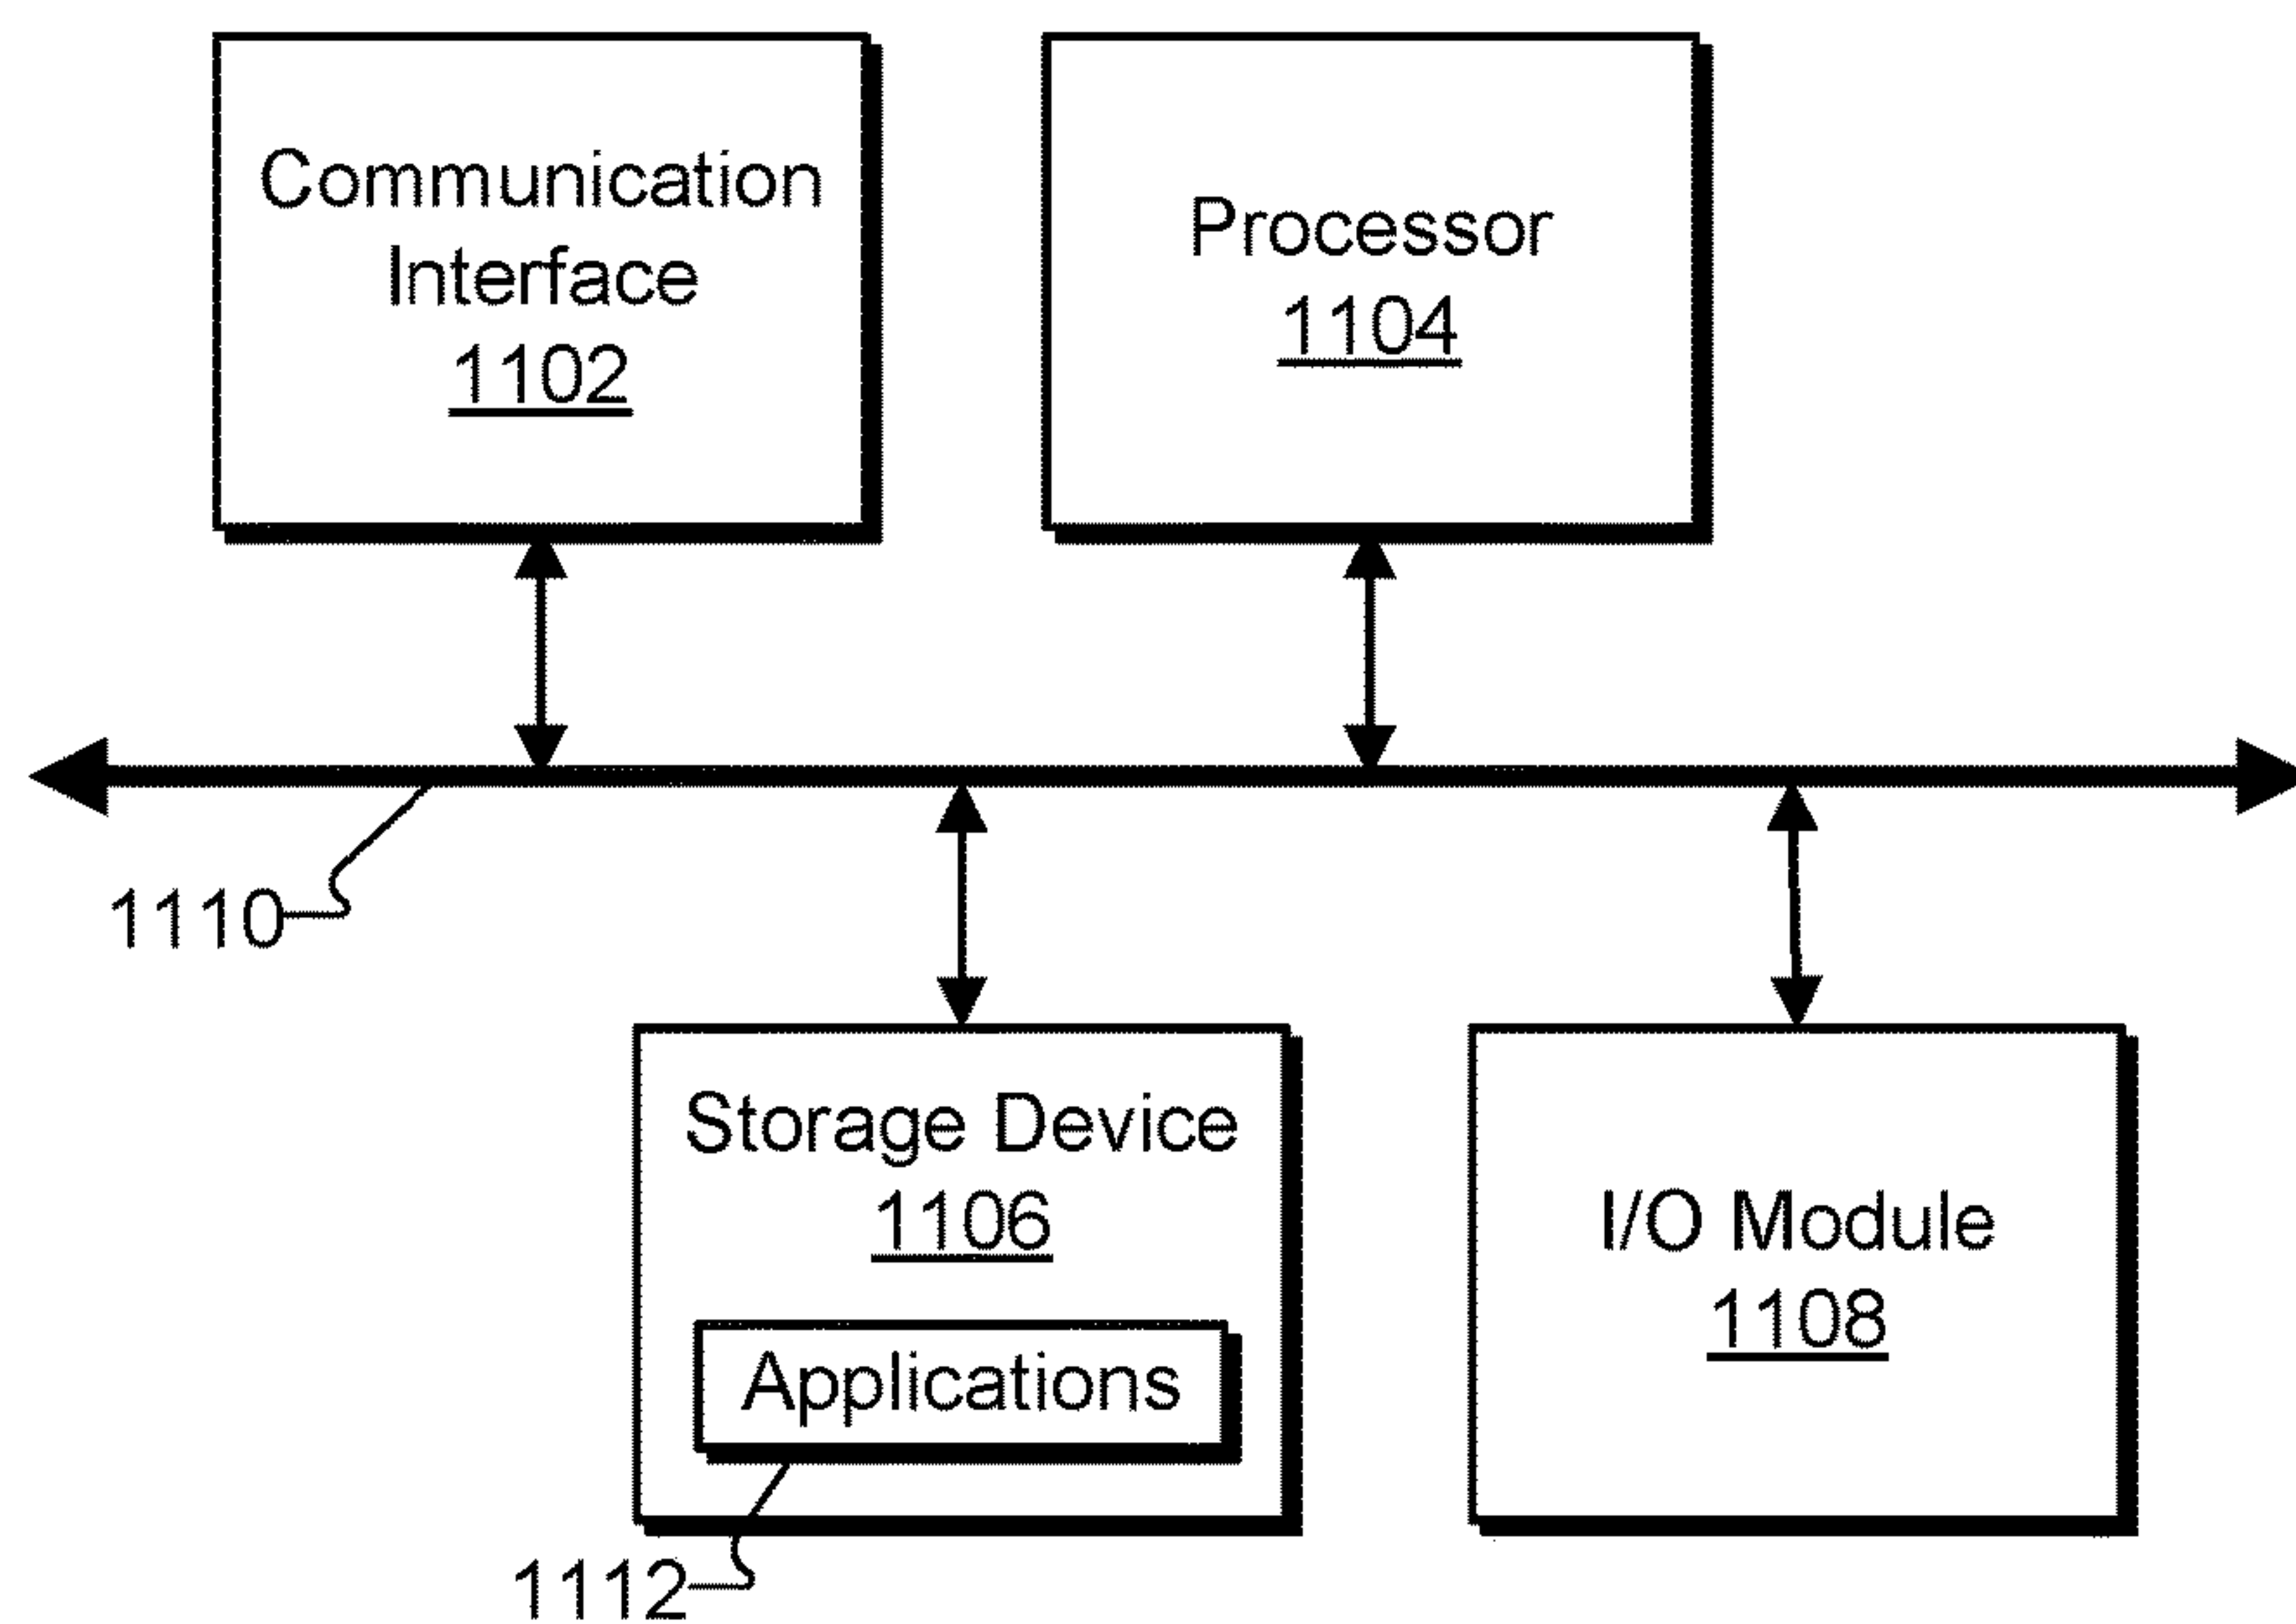 Communication
Interface
1102
Processor
1104
1110
Storage Device
1106
Applications
1112
I/O Module
1108